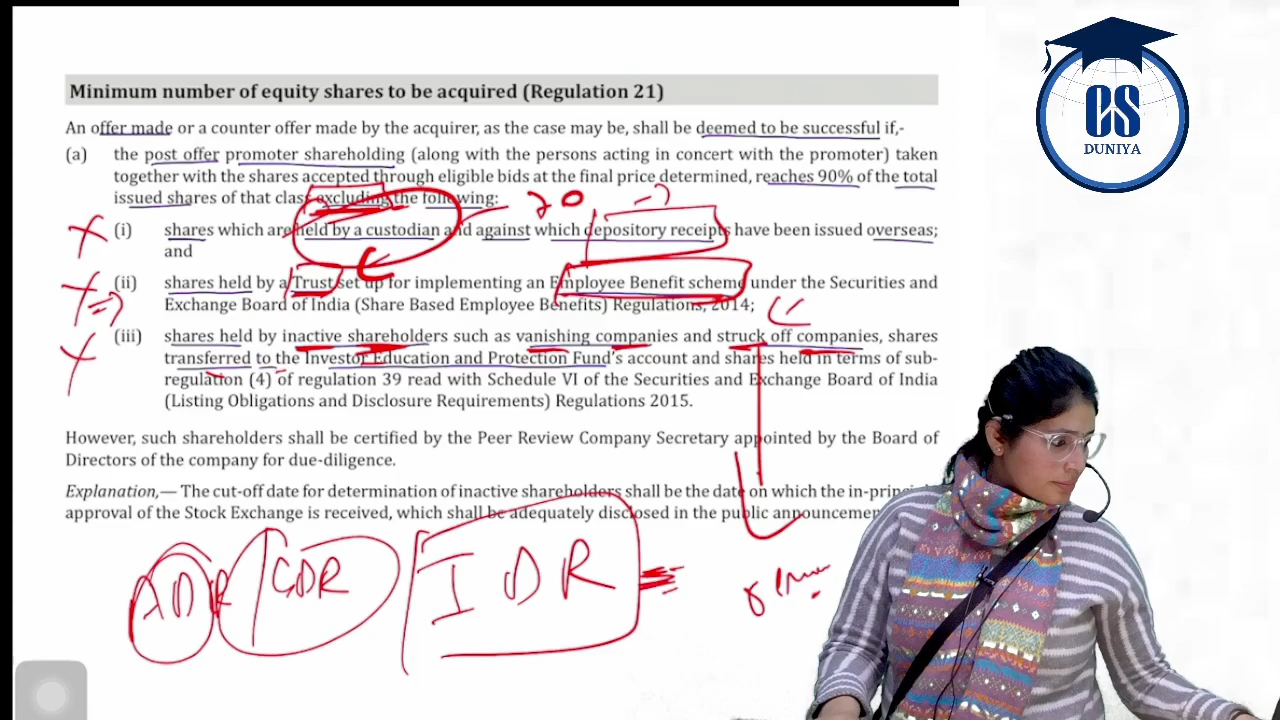 CS
DUNIYA
Minimum number of equity shares to be acquired (Regulation 21)
An offer made or a counter offer made by the acquirer, as the case may be, shall be deemed to be successful if,-
(a) the post offer promoter shareholding (along with the persons acting in concert with the promoter) taken
together with the shares accepted through eligible bids at the final price determined, reaches 90% of the total
issued shares of that class excluding the following:
20
(i) shares which are held by a custodian and against which depository receipts have been issued overseas;
and
(ii) shares held by a Trust set up for implementing an Employee Benefit scheme under the Securities and
Exchange Board of India (Share Based Employee Benefits) Regulations, 2014;
(iii) shares held by inactive shareholders such as vanishing companies and struck off companies, shares
transferred to the Investor Education and Protection Fund's account and shares held in terms of sub-
regulation (4) of regulation 39 read with Schedule VI of the Securities and Exchange Board of India
(Listing Obligations and Disclosure Requirements) Regulations 2015.
However, such shareholders shall be certified by the Peer Review Company Secretary appointed by the Board of
Directors of the company for due-diligence.
Explanation,— The cut-off date for determination of inactive shareholders shall be the date on which the
approval of the Stock Exchange is received, which shall be adequately disclosed in the public
ADR GDR IDR